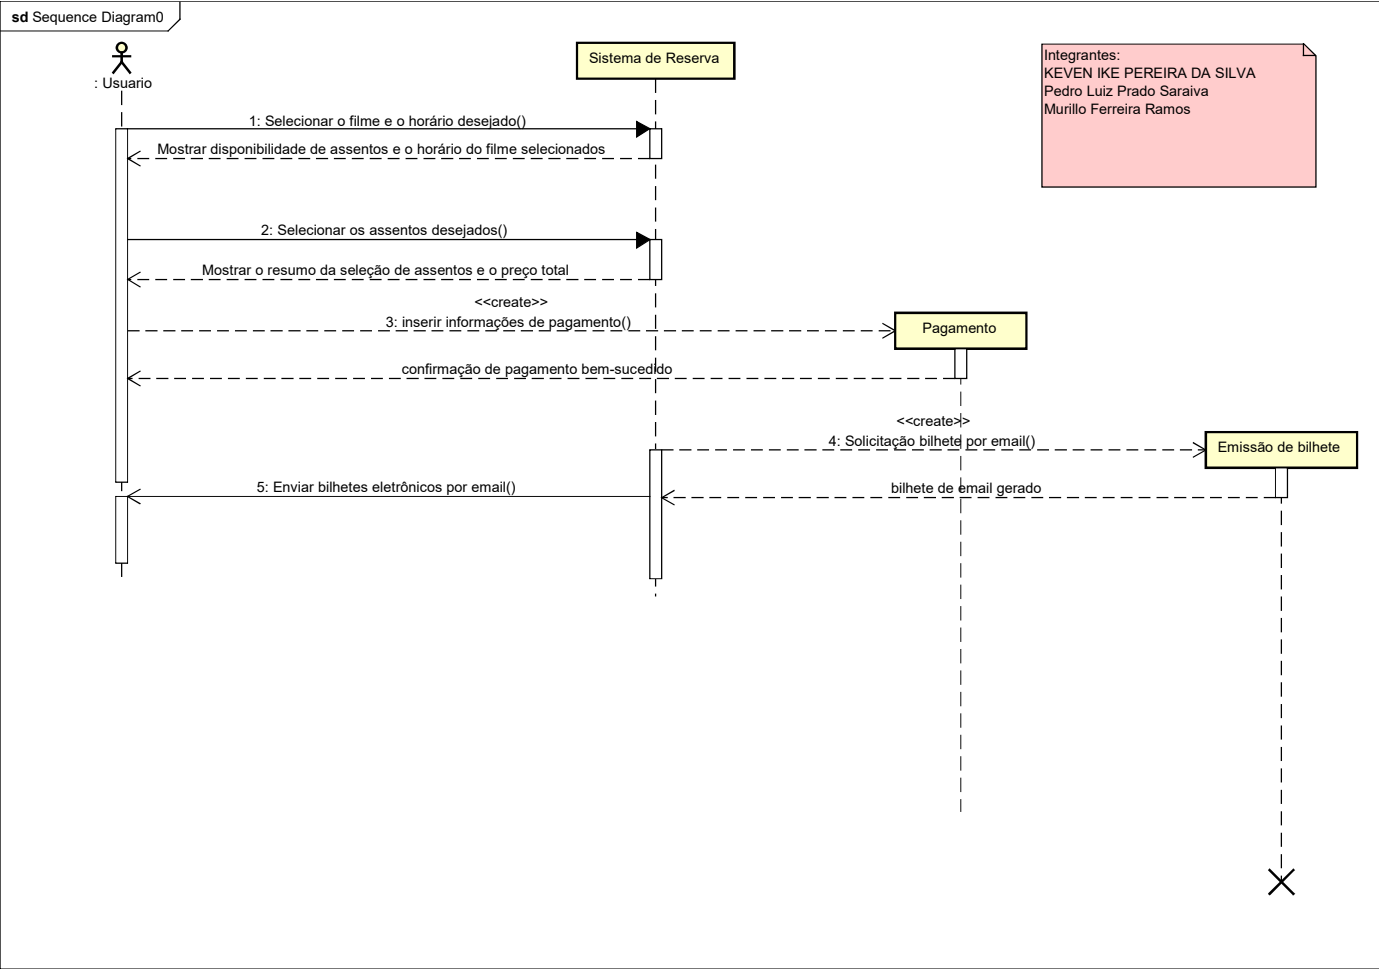 sd Sequence Diagram0
: Usuario
Sistema de Reserva
Integrantes:
KEVEN IKE PEREIRA DA SILVA
Pedro Luiz Prado Saraiva
Murillo Ferreira Ramos
1: Selecionar o filme e o horário desejado()
Mostrar disponibilidade de assentos e o horário do filme selecionados
2: Selecionar os assentos desejados()
Mostrar o resumo da seleção de assentos e o preço total
<<create>>
3: inserir informações de pagamento()
Pagamento
confirmação de pagamento bem-sucedido
<<create>>
4: Solicitação bilhete por email()
Emissão de bilhete
5: Enviar bilhetes eletrônicos por email()
bilhete de email gerado